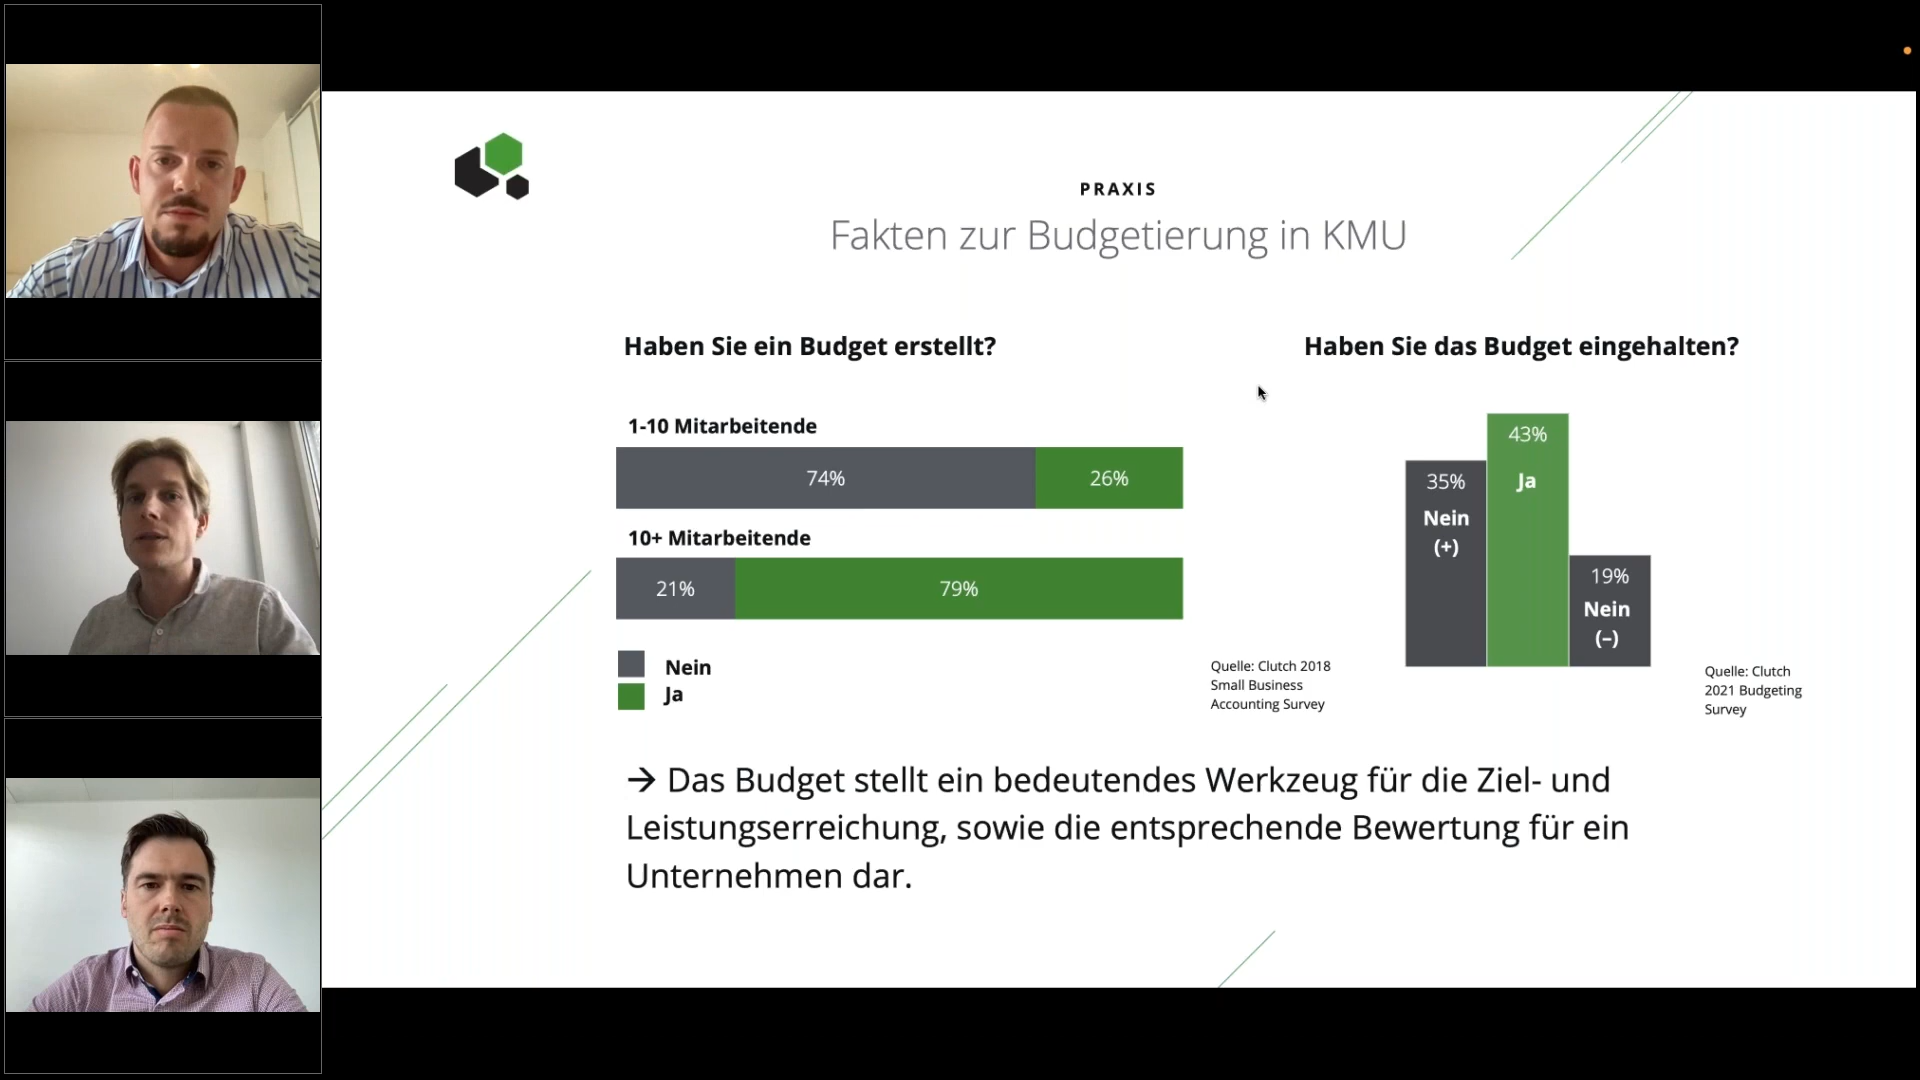 PRAXIS
Fakten zur Budgetierung in KMU
Haben Sie ein Budget erstellt?
1-10 Mitarbeitende
74%
26%
10+ Mitarbeitende
21%
79%
Nein
Ja
Quelle: Clutch 2018
Small Business
Accounting Survey
Haben Sie das Budget eingehalten?
35%
Nein
(+)
43%
Ja
19%
Nein
(–)
Quelle: Clutch
2021 Budgeting
Survey
→ Das Budget stellt ein bedeutendes Werkzeug für die Ziel- und
Leistungserreichung, sowie die entsprechende Bewertung für ein
Unternehmen dar.